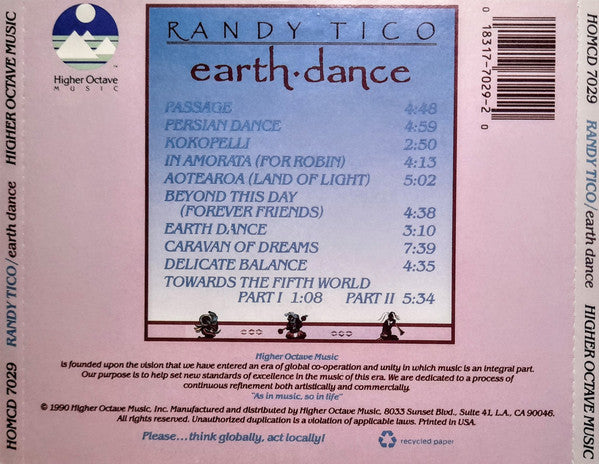 HOMCD 7029 RANDY TICO/earth dance HIGHER OCTAVE MUSIC
Higher Octave
MUSIC
™
RANDY TICO
earth·dance
PASSAGE 4:48
PERSIAN DANCE 4:59
KOKOPELLI 2:50
IN AMORATA (FOR ROBIN) 4:13
AOTEAROA (LAND OF LIGHT) 5:02
BEYOND THIS DAY
(FOREVER FRIENDS) 4:38
EARTH DANCE 3:10
CARAVAN OF DREAMS 7:39
DELICATE BALANCE 4:35
TOWARDS THE FIFTH WORLD
PART I 1:08 PART II 5:34
0 18317-7029-2 0
Higher Octave Music
is founded upon the vision that we have entered an era of global co-operation and unity in which music is an integral part.
Our purpose is to help set new standards of excellence in the music of this era. We are dedicated to a process of
continuous refinement both artistically and commercially.
"As in music, so in life"
© 1990 Higher Octave Music, Inc. Manufactured and distributed by Higher Octave Music, 8033 Sunset Blvd., Suite 41, L.A., CA 90046.
All rights reserved. Unauthorized duplication is a violation of applicable laws. Printed in USA.
Please...think globally, act locally!
recycled paper
HOMCD 7029 RANDY TICO/earth dance HIGHER OCTAVE MUSIC